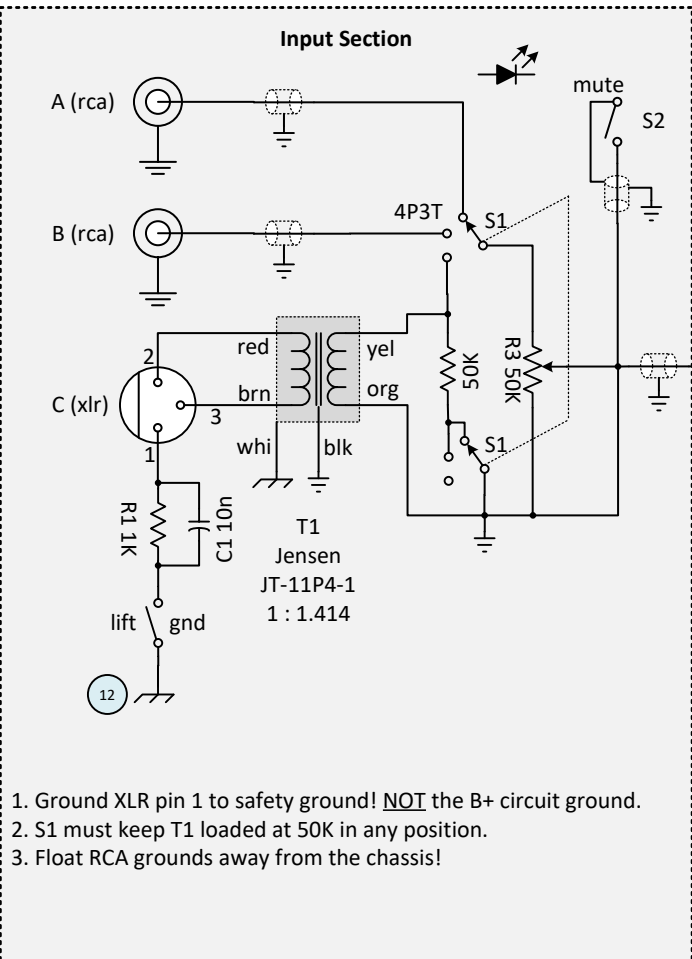 Input Section
mute
S2
A (rca)
4P3T
S1
B (rca)
2
red
yel
50K
R3 50K
C (xlr)
brn
org
3
1
whi
blk
S1
R1 1K
C1 10n
T1
Jensen
JT-11P4-1
1 : 1.414
lift
gnd
12
1. Ground XLR pin 1 to safety ground! NOT the B+ circuit ground.
2. S1 must keep T1 loaded at 50K in any position.
3. Float RCA grounds away from the chassis!